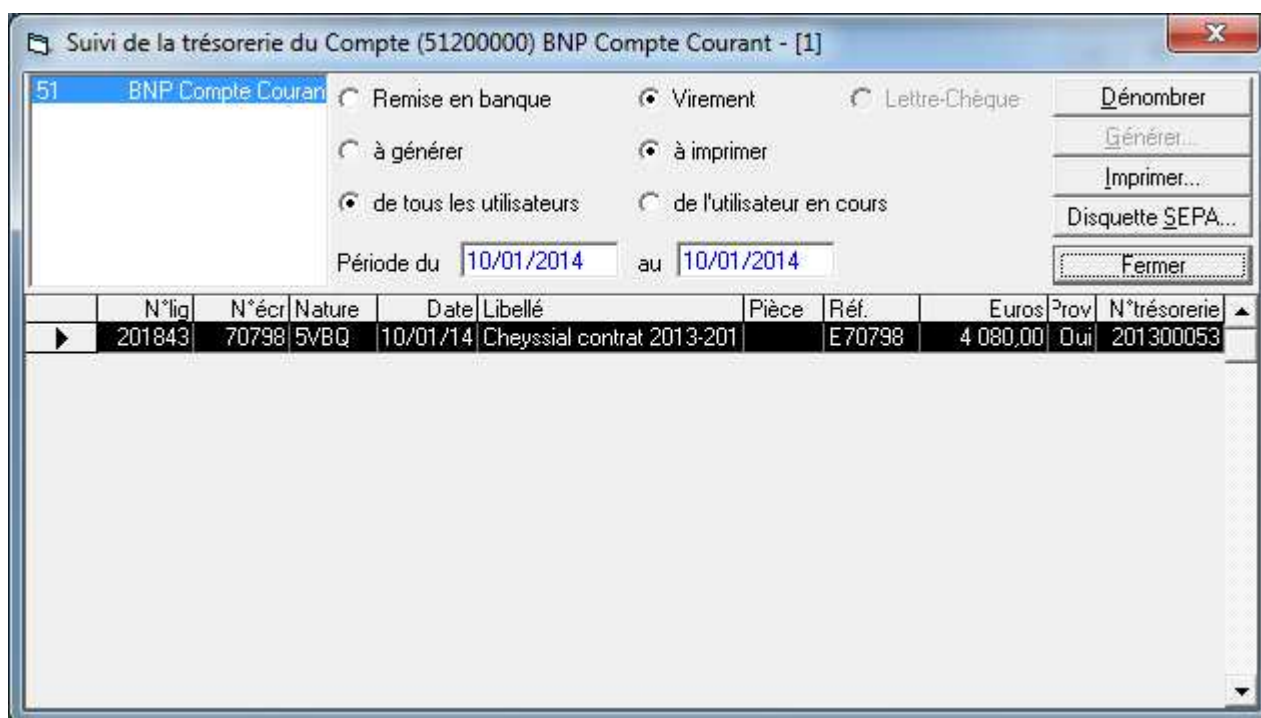 Suivi de la trésorerie du Compte (51200000) BNP Compte Courant - [1]
51 BNP Compte Couran
Remise en banque Virement Lettre-Chèque Dénombrer
à générer à imprimer Générer...
de tous les utilisateurs de l'utilisateur en cours Imprimer...
Disquette SEPA...
Période du 10/01/2014 au 10/01/2014 Fermer
N°lig N°écr Nature Date Libellé Pièce Réf. Euros Prov N°trésorerie
201843 70798 5VBQ 10/01/14 Cheyssial contrat 2013-201 E70798 4 080,00 Oui 201300053